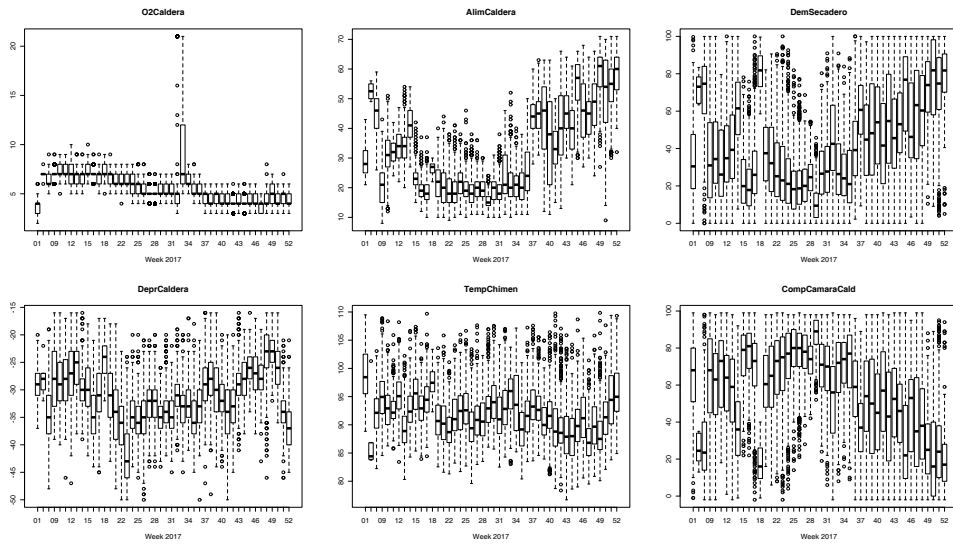 O2Caldera
5 10 15 20
01 09 12 15 18 22 25 28 31 34 37 40 43 46 49 52
Week 2017
AlimCaldera
10 20 30 40 50 60 70
01 09 12 15 18 22 25 28 31 34 37 40 43 46 49 52
Week 2017
DemSecadero
0 20 40 60 80 100
01 09 12 15 18 22 25 28 31 34 37 40 43 46 49 52
Week 2017
DeprCaldera
-50 -45 -40 -35 -30 -25 -20 -15
01 09 12 15 18 22 25 28 31 34 37 40 43 46 49 52
Week 2017
TempChimen
80 85 90 95 100 105 110
01 09 12 15 18 22 25 28 31 34 37 40 43 46 49 52
Week 2017
CompCamaraCald
0 20 40 60 80 100
01 09 12 15 18 22 25 28 31 34 37 40 43 46 49 52
Week 2017